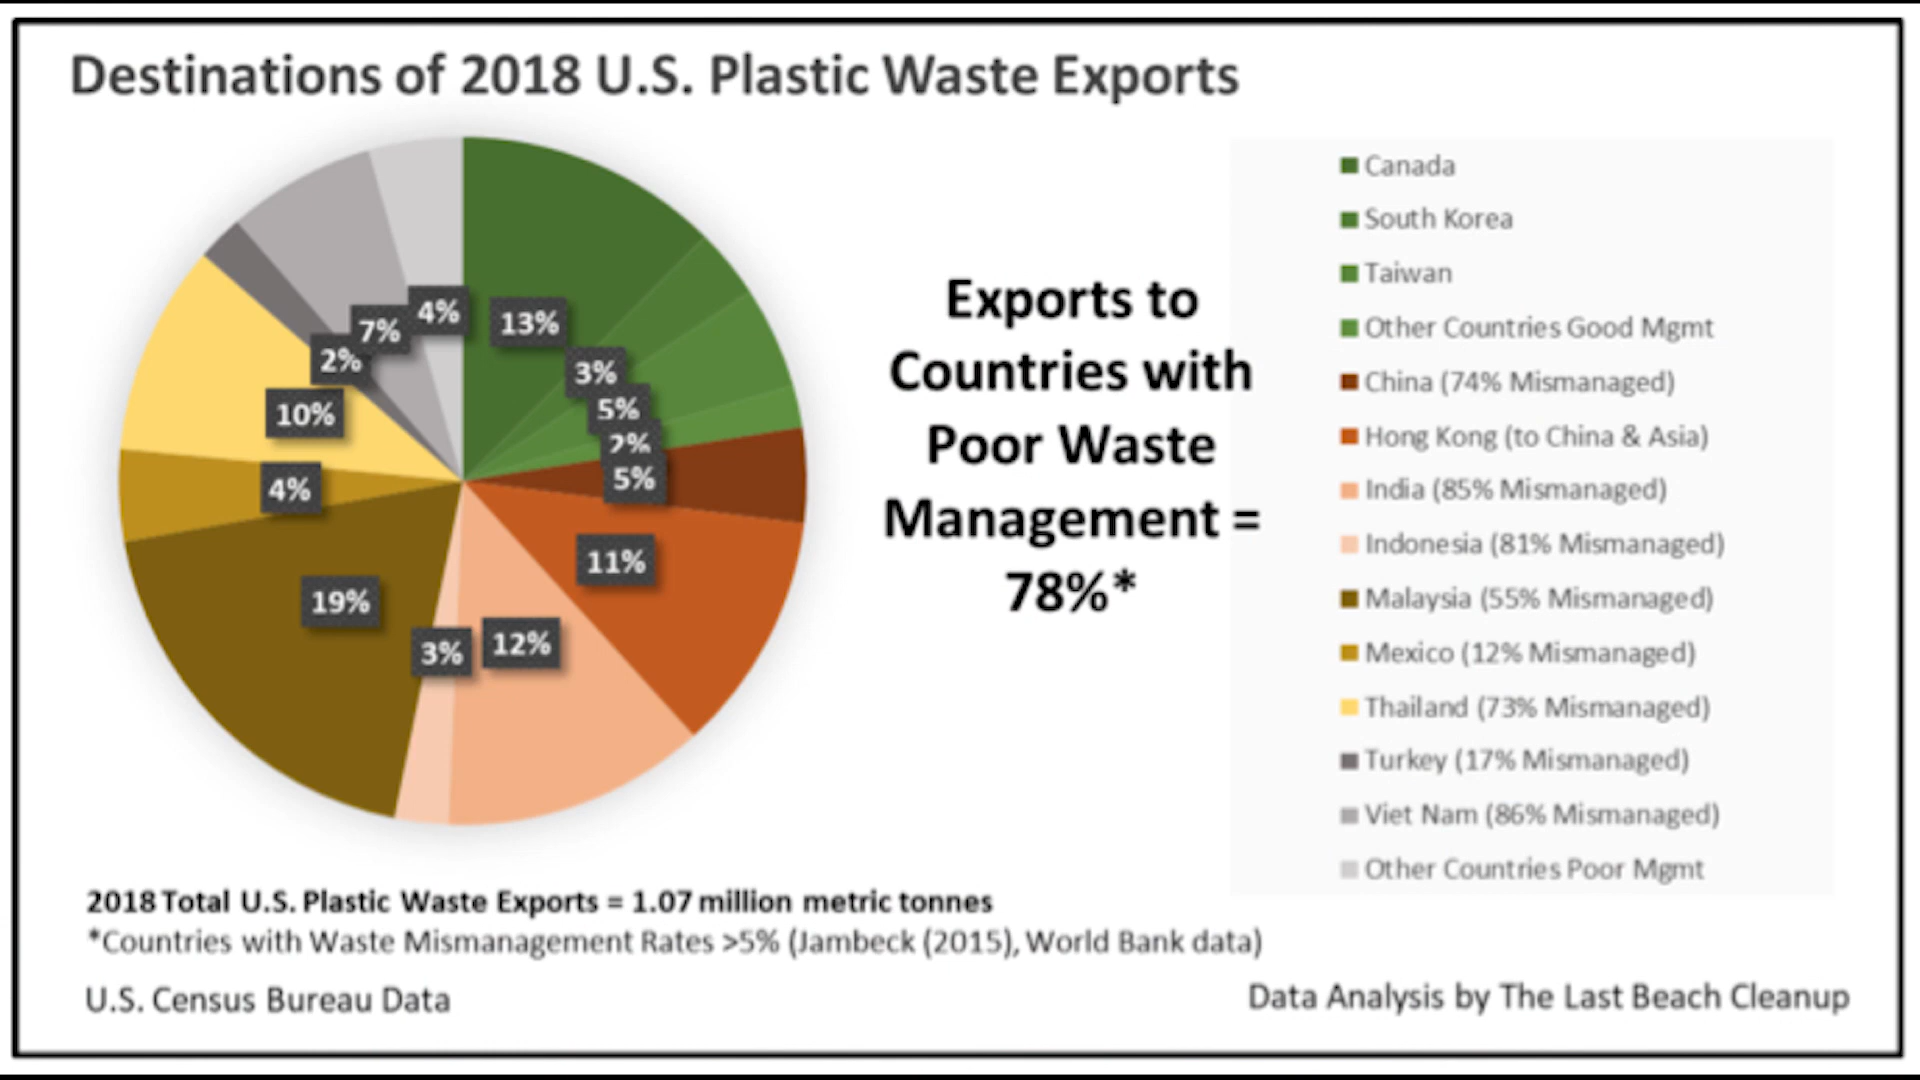 Destinations of 2018 U.S. Plastic Waste Exports
4%
13%
7%
3%
2%
5%
10%
2%
5%
4%
11%
19%
12%
3%
Exports to
Countries with
Poor Waste
Management =
78%*
Canada
South Korea
Taiwan
Other Countries Good Mgmt
China (74% Mismanaged)
Hong Kong (to China & Asia)
India (85% Mismanaged)
Indonesia (81% Mismanaged)
Malaysia (55% Mismanaged)
Mexico (12% Mismanaged)
Thailand (73% Mismanaged)
Turkey (17% Mismanaged)
Viet Nam (86% Mismanaged)
Other Countries Poor Mgmt
2018 Total U.S. Plastic Waste Exports = 1.07 million metric tonnes
*Countries with Waste Mismanagement Rates >5% (Jambeck (2015), World Bank data)
U.S. Census Bureau Data
Data Analysis by The Last Beach Cleanup